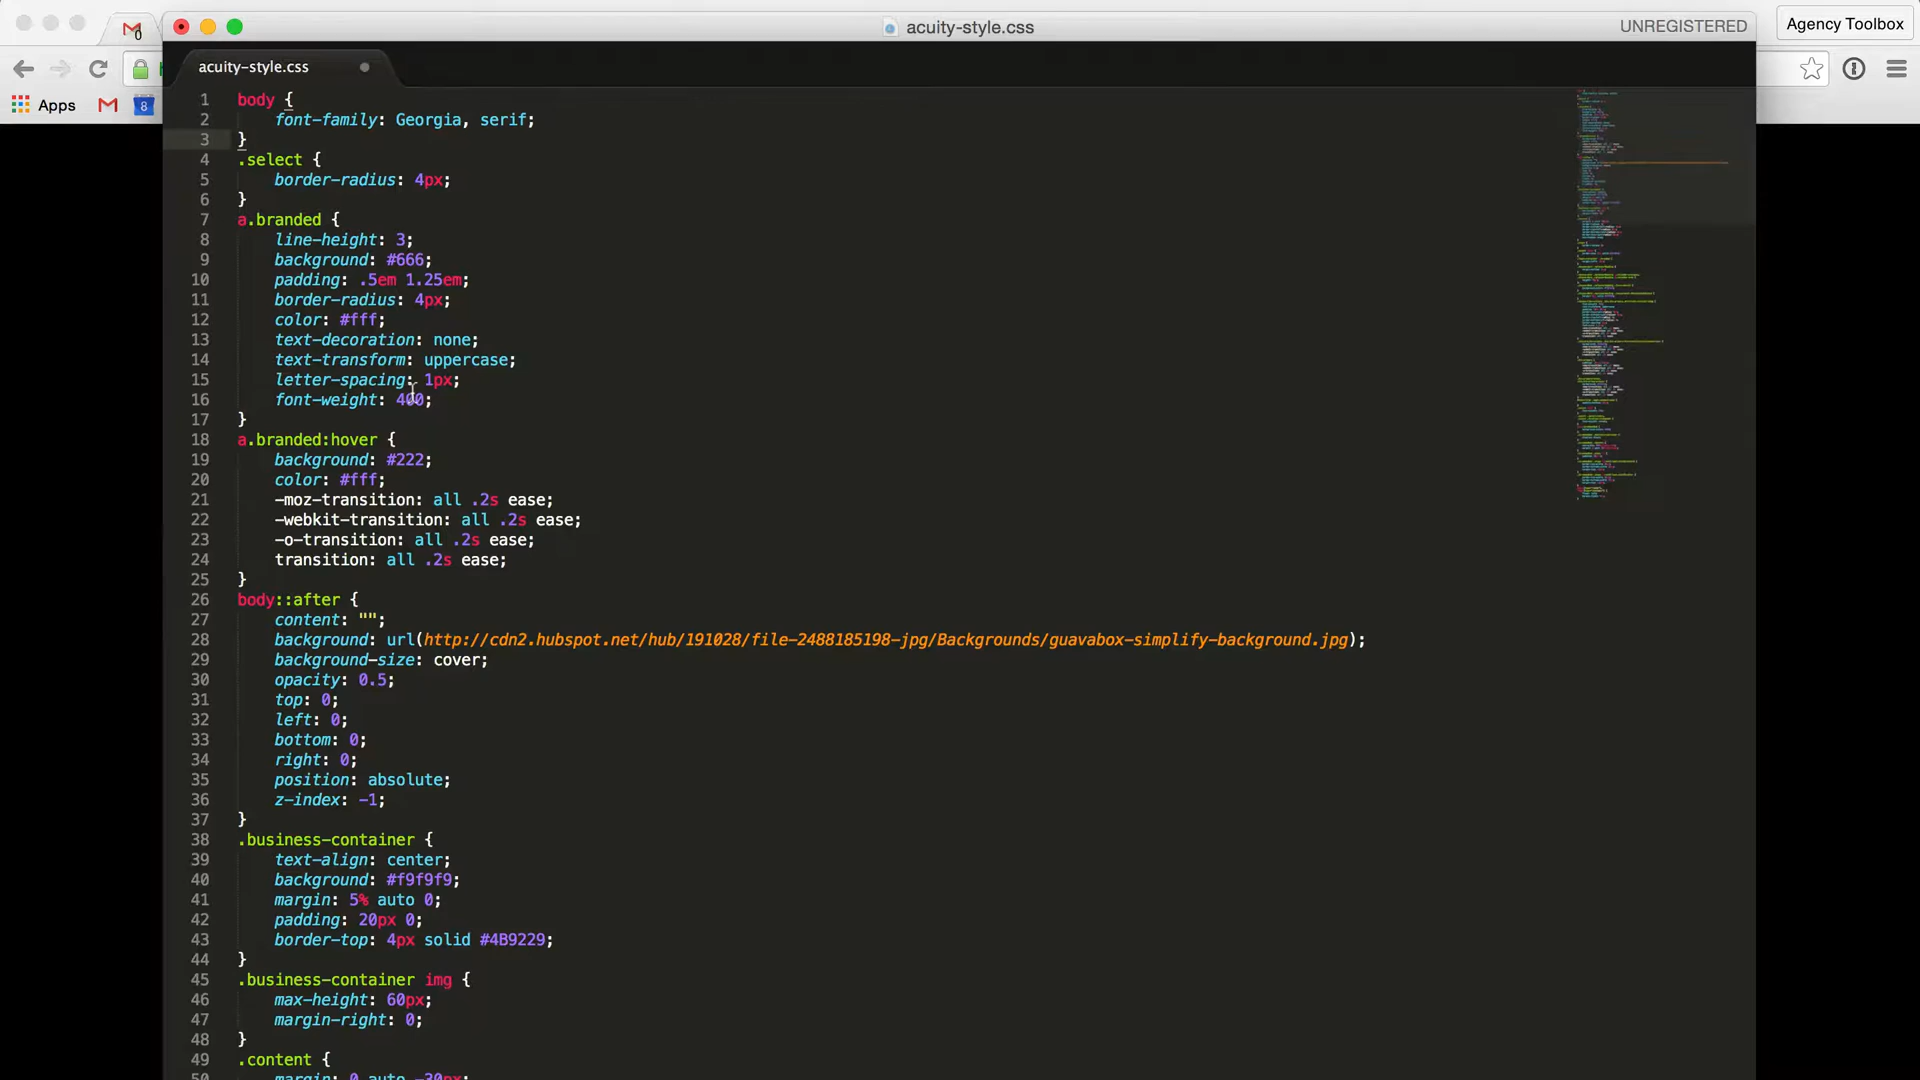 acuity-style.css
UNREGISTERED
Agency Toolbox
0
Apps
8
acuity-style.css
1 body {
2 font-family: Georgia, serif;
3 }
4 .select {
5 border-radius: 4px;
6 }
7 a.branded {
8 line-height: 3;
9 background: #666;
10 padding: .5em 1.25em;
11 border-radius: 4px;
12 color: #fff;
13 text-decoration: none;
14 text-transform: uppercase;
15 letter-spacing: 1px;
16 font-weight: 400;
17 }
18 a.branded:hover {
19 background: #222;
20 color: #fff;
21 -moz-transition: all .2s ease;
22 -webkit-transition: all .2s ease;
23 -o-transition: all .2s ease;
24 transition: all .2s ease;
25 }
26 body::after {
27 content: "";
28 background: url(http://cdn2.hubspot.net/hub/191028/file-2488185198-jpg/Backgrounds/guavabox-simplify-background.jpg);
29 background-size: cover;
30 opacity: 0.5;
31 top: 0;
32 left: 0;
33 bottom: 0;
34 right: 0;
35 position: absolute;
36 z-index: -1;
37 }
38 .business-container {
39 text-align: center;
40 background: #f9f9f9;
41 margin: 5% auto 0;
42 padding: 20px 0;
43 border-top: 4px solid #4B9229;
44 }
45 .business-container img {
46 max-height: 60px;
47 margin-right: 0;
48 }
49 .content {
50 margin: 0 auto -30px;